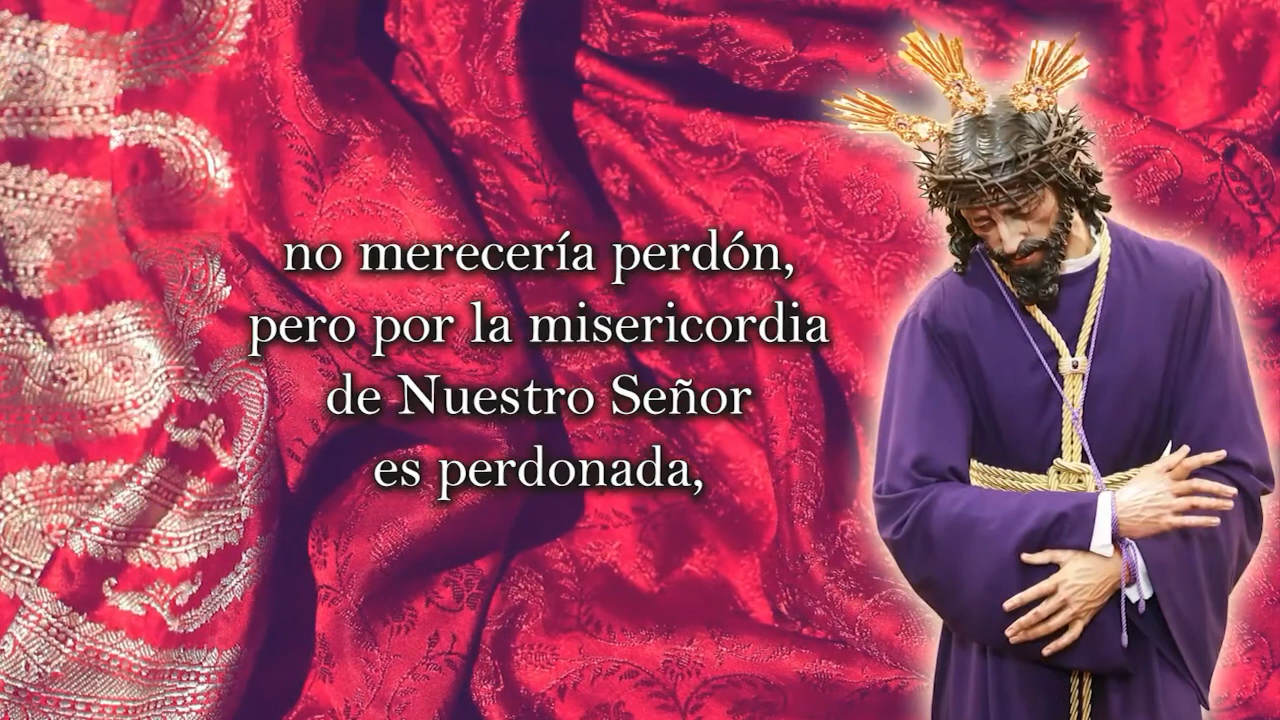 no merecería perdón,
pero por la misericordia
de Nuestro Señor
es perdonada,